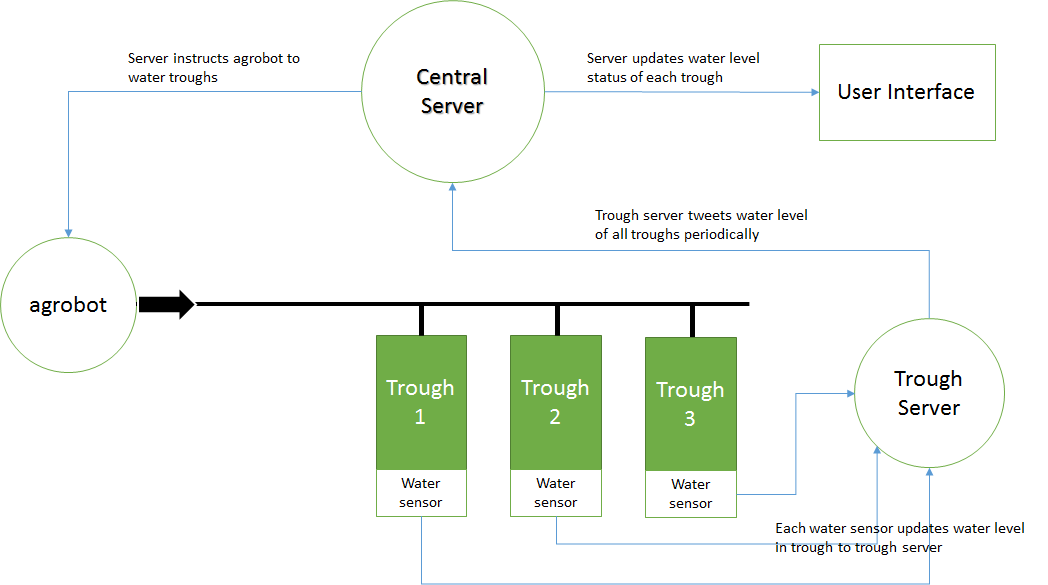 Server instructs agrobot to
water troughs
Central
Server
Server updates water level
status of each trough
User Interface
Trough server tweets water level
of all troughs periodically
agrobot
Trough
1
Trough
2
Trough
3
Trough
Server
Water
sensor
Water
sensor
Water
sensor
Each water sensor updates water level
in trough to trough server